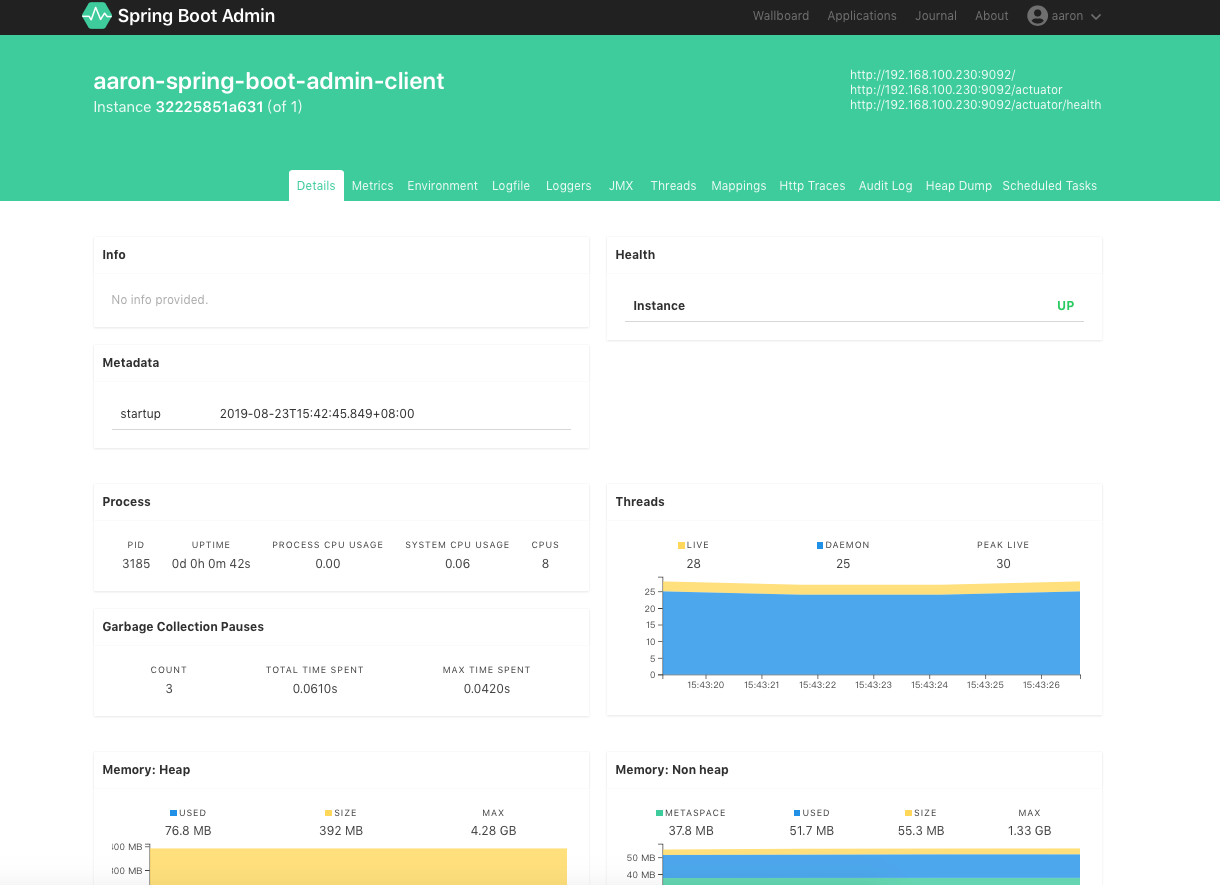 Spring Boot Admin
Wallboard Applications Journal About aaron
aaron-spring-boot-admin-client
Instance 32225851a631 (of 1)
http://192.168.100.230:9092/
http://192.168.100.230:9092/actuator
http://192.168.100.230:9092/actuator/health
Details Metrics Environment Logfile Loggers JMX Threads Mappings Http Traces Audit Log Heap Dump Scheduled Tasks
Info
No info provided.
Health
Instance UP
Metadata
startup 2019-08-23T15:42:45.849+08:00
Process
PID UPTIME PROCESS CPU USAGE SYSTEM CPU USAGE CPUS
3185 0d 0h 0m 42s 0.00 0.06 8
Garbage Collection Pauses
COUNT TOTAL TIME SPENT MAX TIME SPENT
3 0.0610s 0.0420s
Threads
LIVE DAEMON PEAK LIVE
28 25 30
25
20
15
10
5
0
15:43:20 15:43:21 15:43:22 15:43:23 15:43:24 15:43:25 15:43:26
Memory: Heap
USED SIZE MAX
76.8 MB 392 MB 4.28 GB
00 MB
00 MB
Memory: Non heap
METASPACE USED SIZE MAX
37.8 MB 51.7 MB 55.3 MB 1.33 GB
50 MB
40 MB